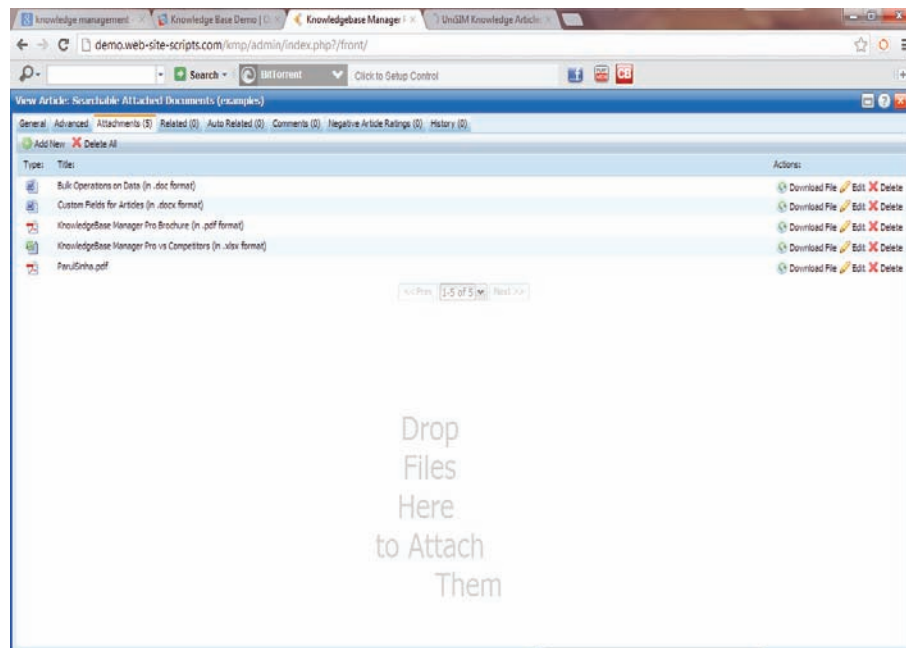 knowledge management - Knowledge Base Demo | Knowledgebase Manager UniSIM Knowledge Article
demo.web-site-scripts.com/kmp/admin/index.php?/front/
Search BitTorrent Click to Setup Control CB
View Article: Searchable Attached Documents (examples)
General Advanced Attachments (5) Related (0) Auto Related (0) Comments (0) Negative Article Ratings (0) History (0)
Add New Delete All
Type: Title: Actions:
Bulk Operations on Data (in .doc format) Download File Edit Delete
Custom Fields for Articles (in .docx format) Download File Edit Delete
KnowledgeBase Manager Pro Brochure (in .pdf format) Download File Edit Delete
KnowledgeBase Manager Pro vs Competitors (in .xlsx format) Download File Edit Delete
ParulSinha.pdf Download File Edit Delete
<< Prev 1-5 of 5 Next >>
Drop
Files
Here
to Attach
Them